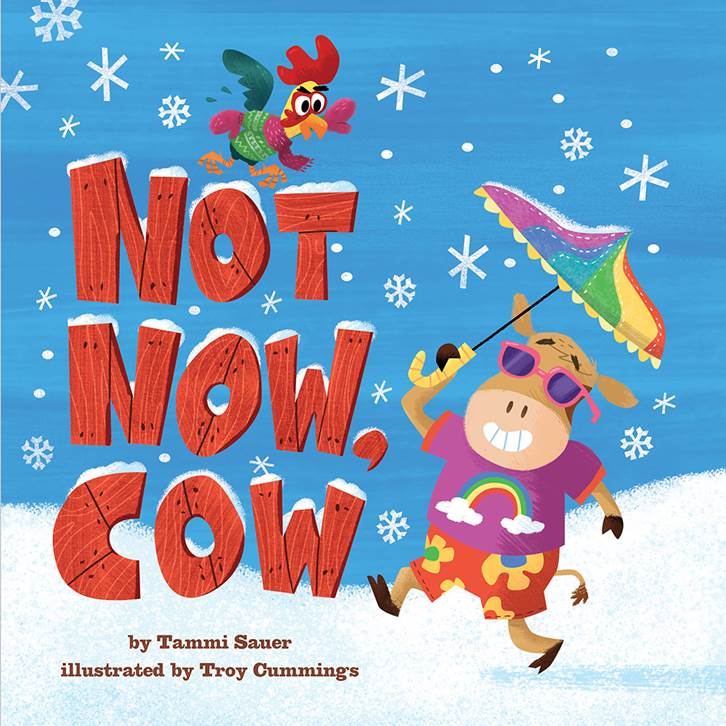 NOT
NOW,
COW
by Tammi Sauer
illustrated by Troy Cummings